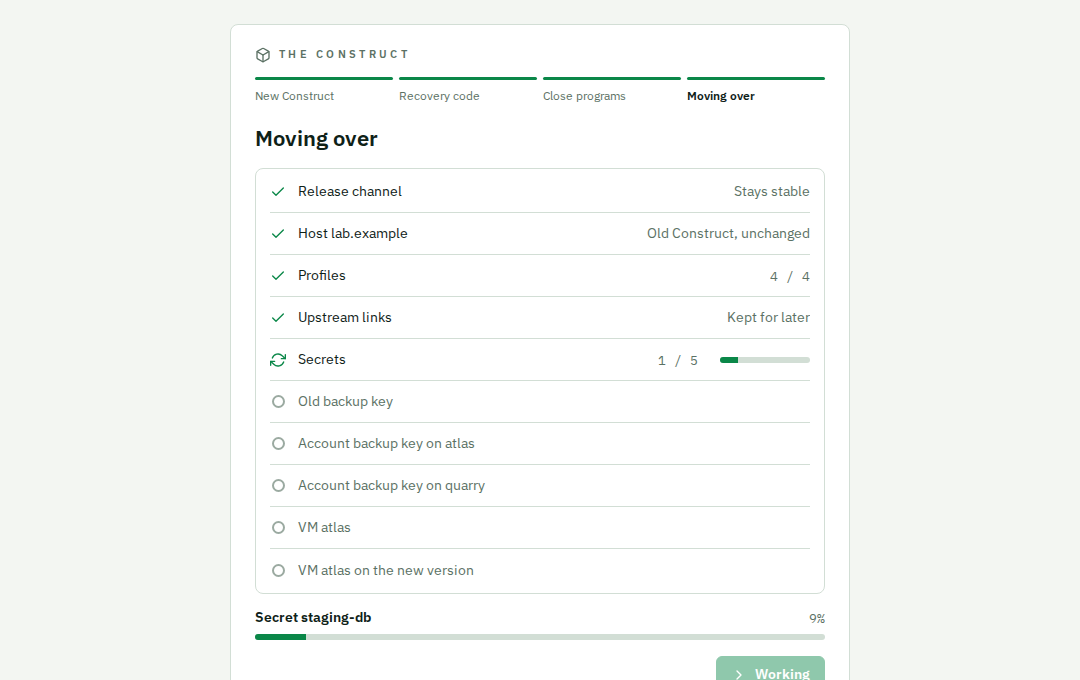 THE CONSTRUCT
New Construct Recovery code Close programs Moving over
Moving over
Release channel Stays stable
Host lab.example Old Construct, unchanged
Profiles 4 / 4
Upstream links Kept for later
Secrets 1 / 5
Old backup key
Account backup key on atlas
Account backup key on quarry
VM atlas
VM atlas on the new version
Secret staging-db 9%
Working